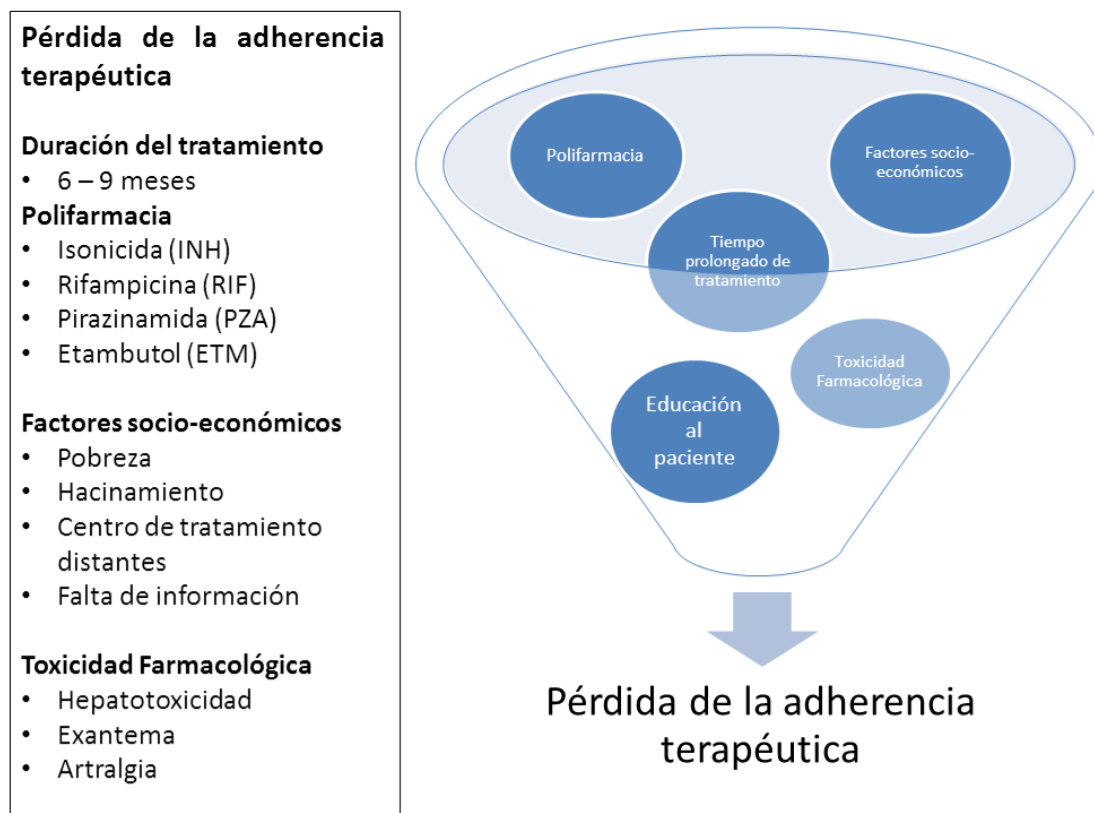 Pérdida de la adherencia
terapéutica
Duración del tratamiento
• 6 – 9 meses
Polifarmacia
• Isonicida (INH)
• Rifampicina (RIF)
• Pirazinamida (PZA)
• Etambutol (ETM)
Factores socio-económicos
• Pobreza
• Hacinamiento
• Centro de tratamiento
distantes
• Falta de información
Toxicidad Farmacológica
• Hepatotoxicidad
• Exantema
• Artralgia
Polifarmacia
Factores socio-
económicos
Tiempo
prolongado de
tratamiento
Toxicidad
Farmacológica
Educación
al
paciente
Pérdida de la adherencia
terapéutica